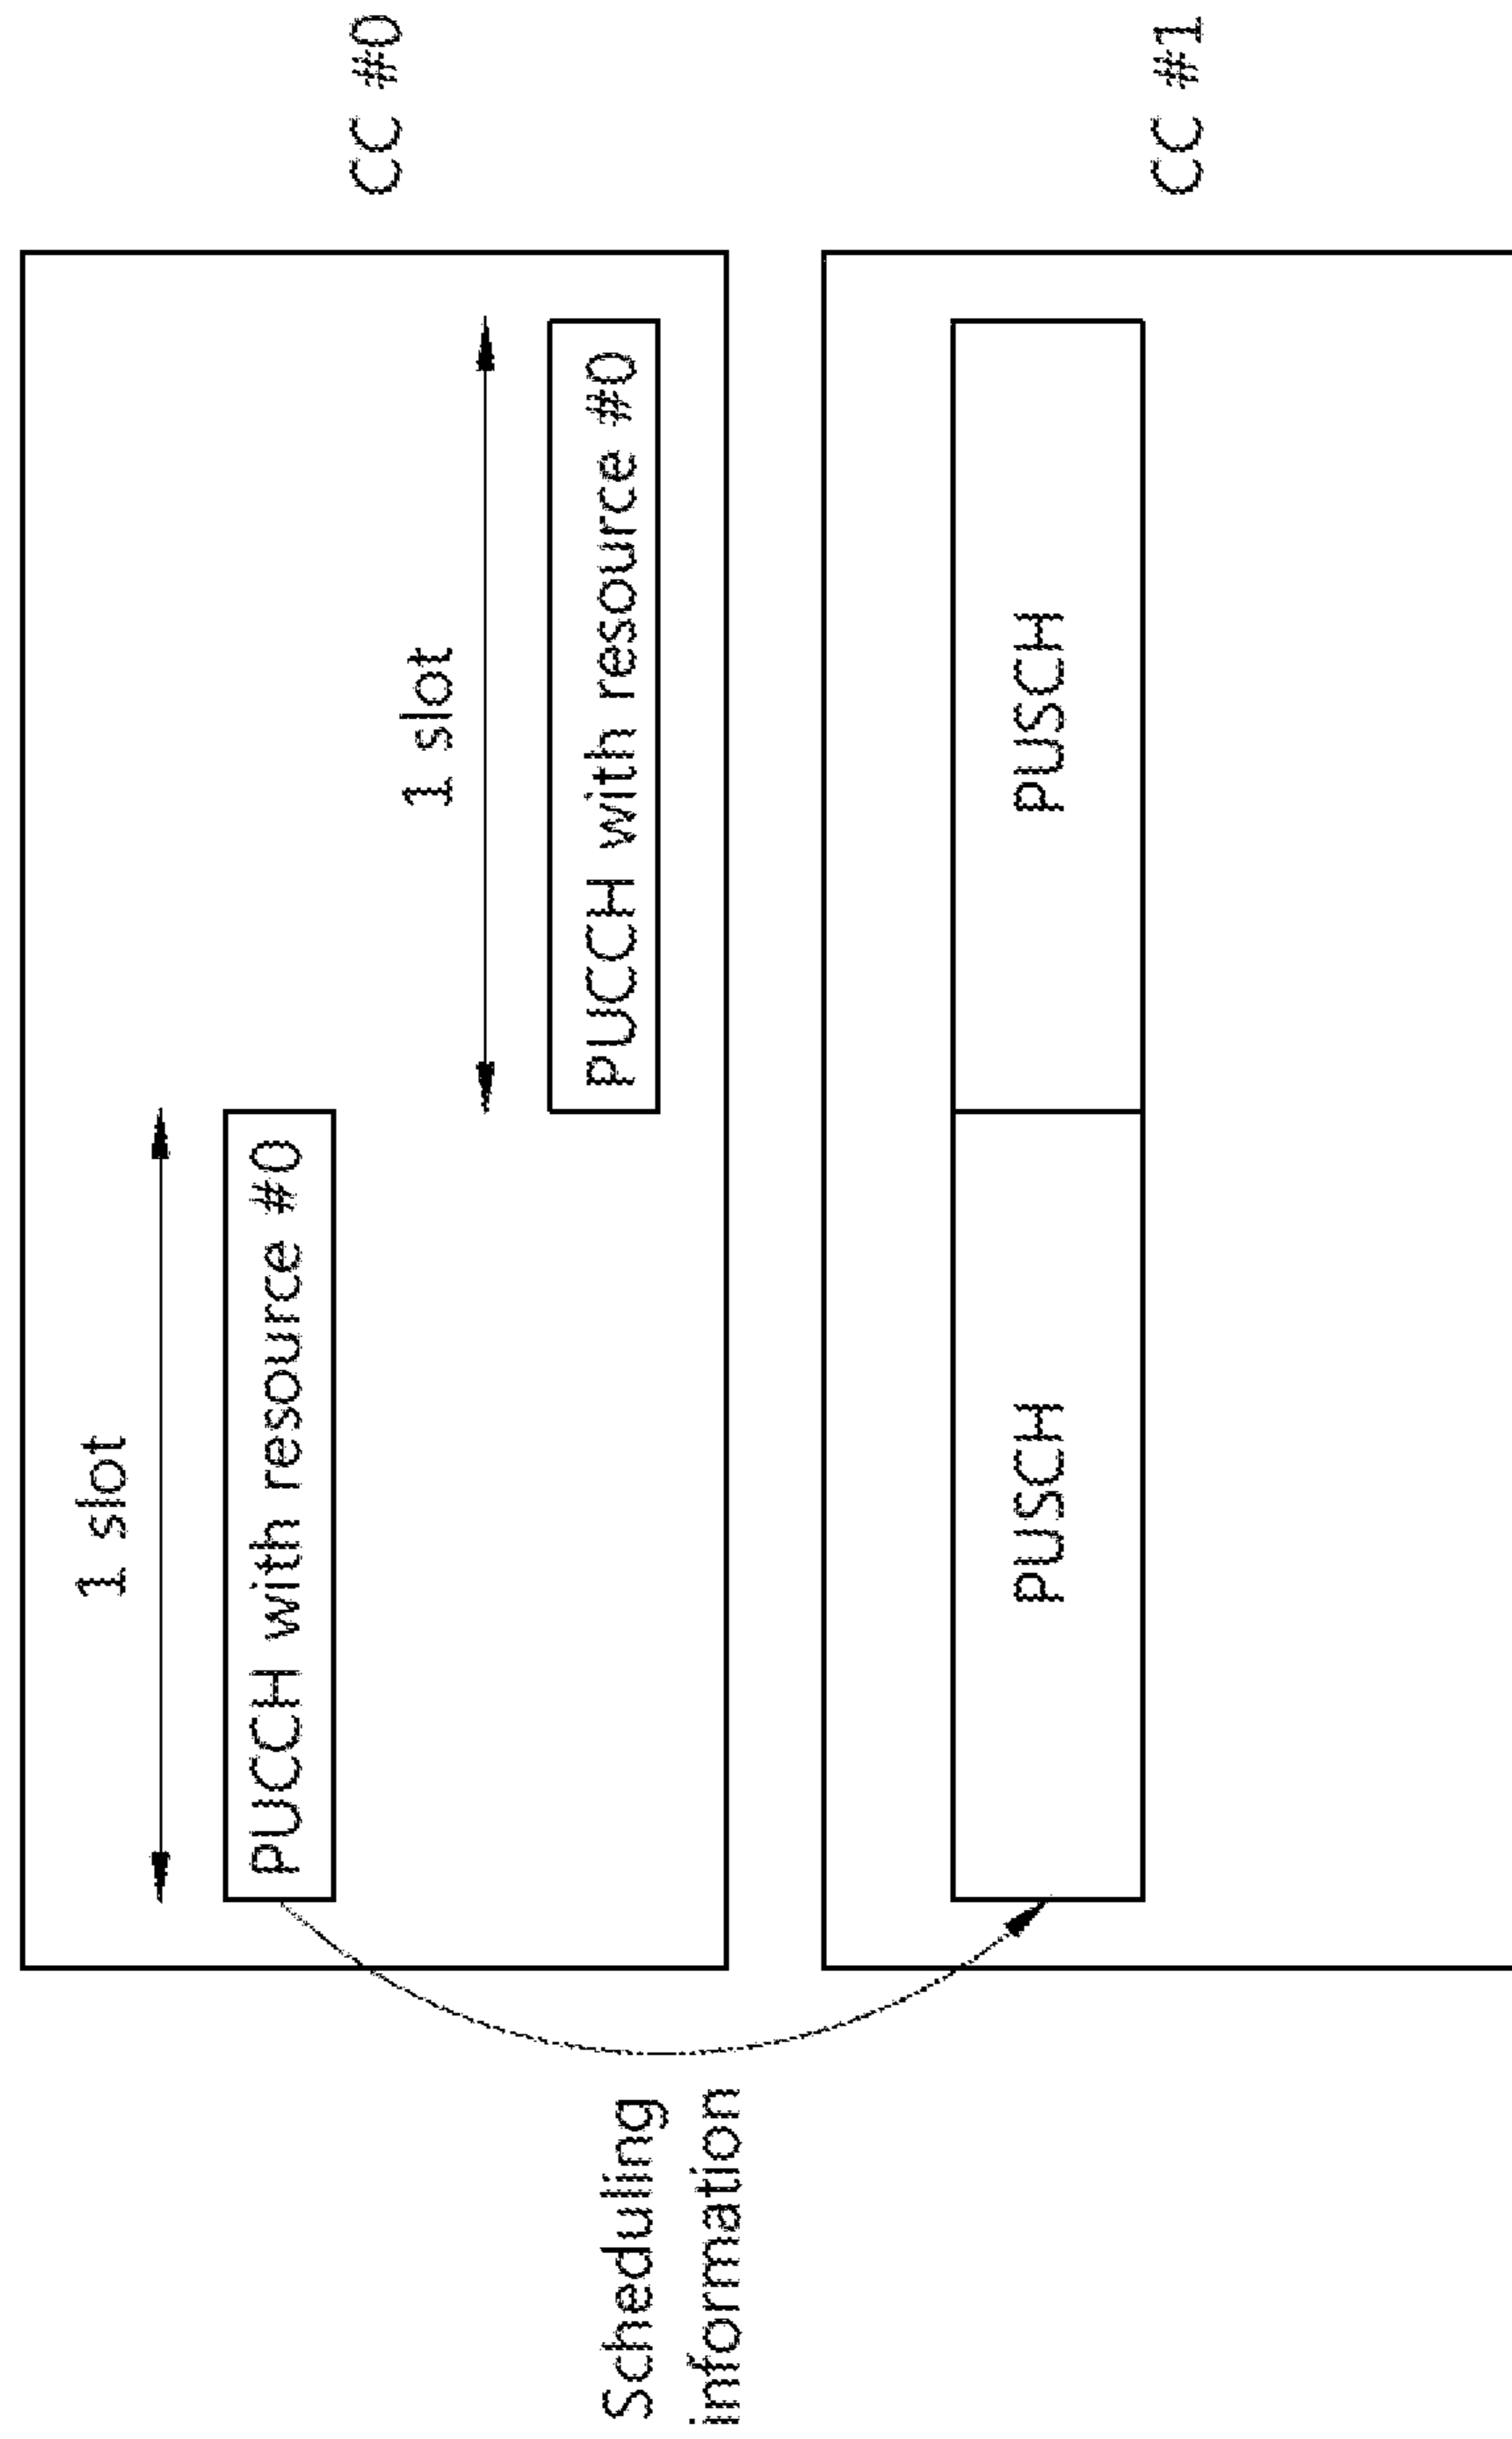 1 slot
PUCCH with resource #0
1 slot
PUCCH with resource #0
CC #0
Scheduling
information
PUSCH
PUSCH
CC #1